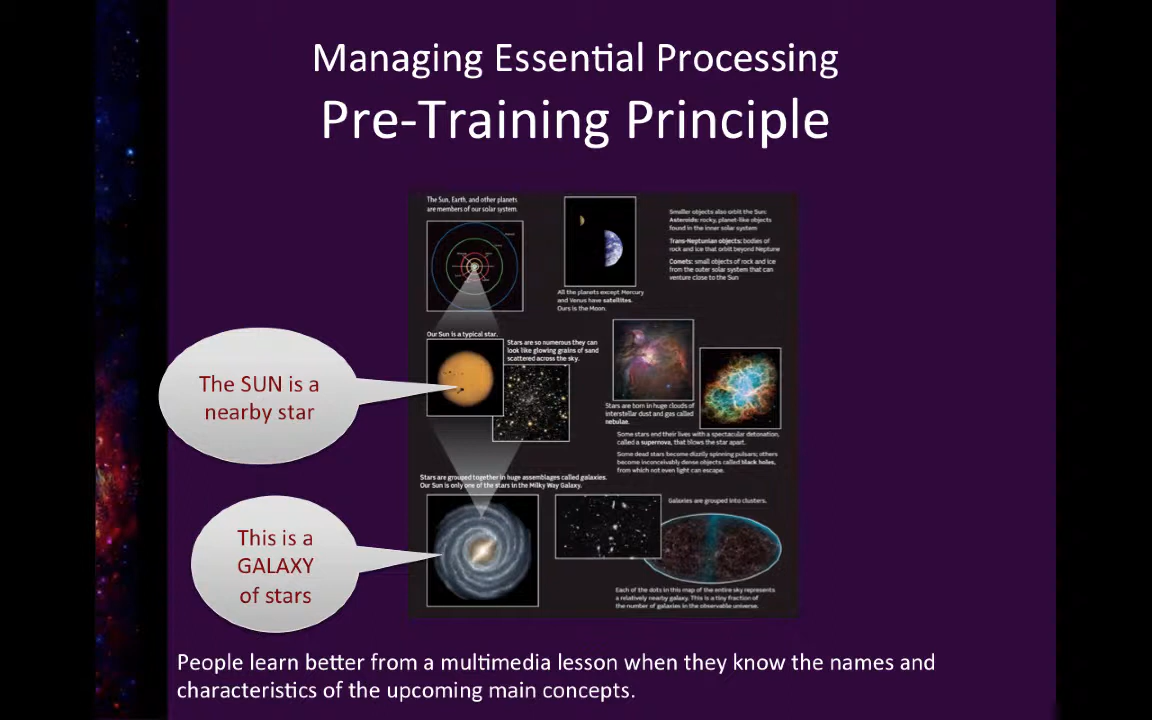 Managing Essential Processing
Pre-Training Principle
The Sun, Earth, and other planets
are members of our solar system.
All the planets except Mercury
and Venus have satellites.
Ours is the Moon.
Smaller objects also orbit the Sun:
Asteroids: rocky, planet-like objects
found in the inner solar system
Trans-Neptunian objects: bodies of
rock and ice that orbit beyond Neptune
Comets: small objects of rock and ice
from the outer solar system that can
venture close to the Sun
Our Sun is a typical star.
Stars are so numerous they can
look like glowing grains of sand
scattered across the sky.
Stars are born in huge clouds of
interstellar dust and gas called
nebulae.
Some stars end their lives with a spectacular detonation,
called a supernova, that blows the star apart.
Some dead stars become dizzily spinning pulsars; others
become inconceivably dense objects called black holes,
from which not even light can escape.
The SUN is a
nearby star
Stars are grouped together in huge assemblages called galaxies.
Our Sun is only one of the stars in the Milky Way Galaxy.
Galaxies are grouped into clusters.
This is a
GALAXY
of stars
Each of the dots in this map of the entire sky represents
a relatively nearby galaxy. This is a tiny fraction of
the number of galaxies in the observable universe.
People learn better from a multimedia lesson when they know the names and
characteristics of the upcoming main concepts.